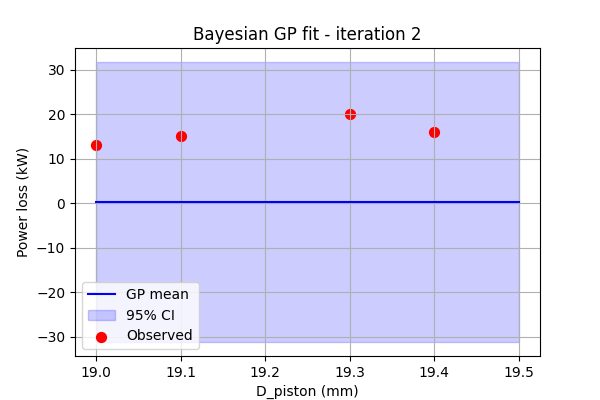 Bayesian GP fit - iteration 2
Power loss (kW)
30
20
10
0
−10
−20
−30
GP mean
95% CI
Observed
19.0 19.1 19.2 19.3 19.4 19.5
D_piston (mm)